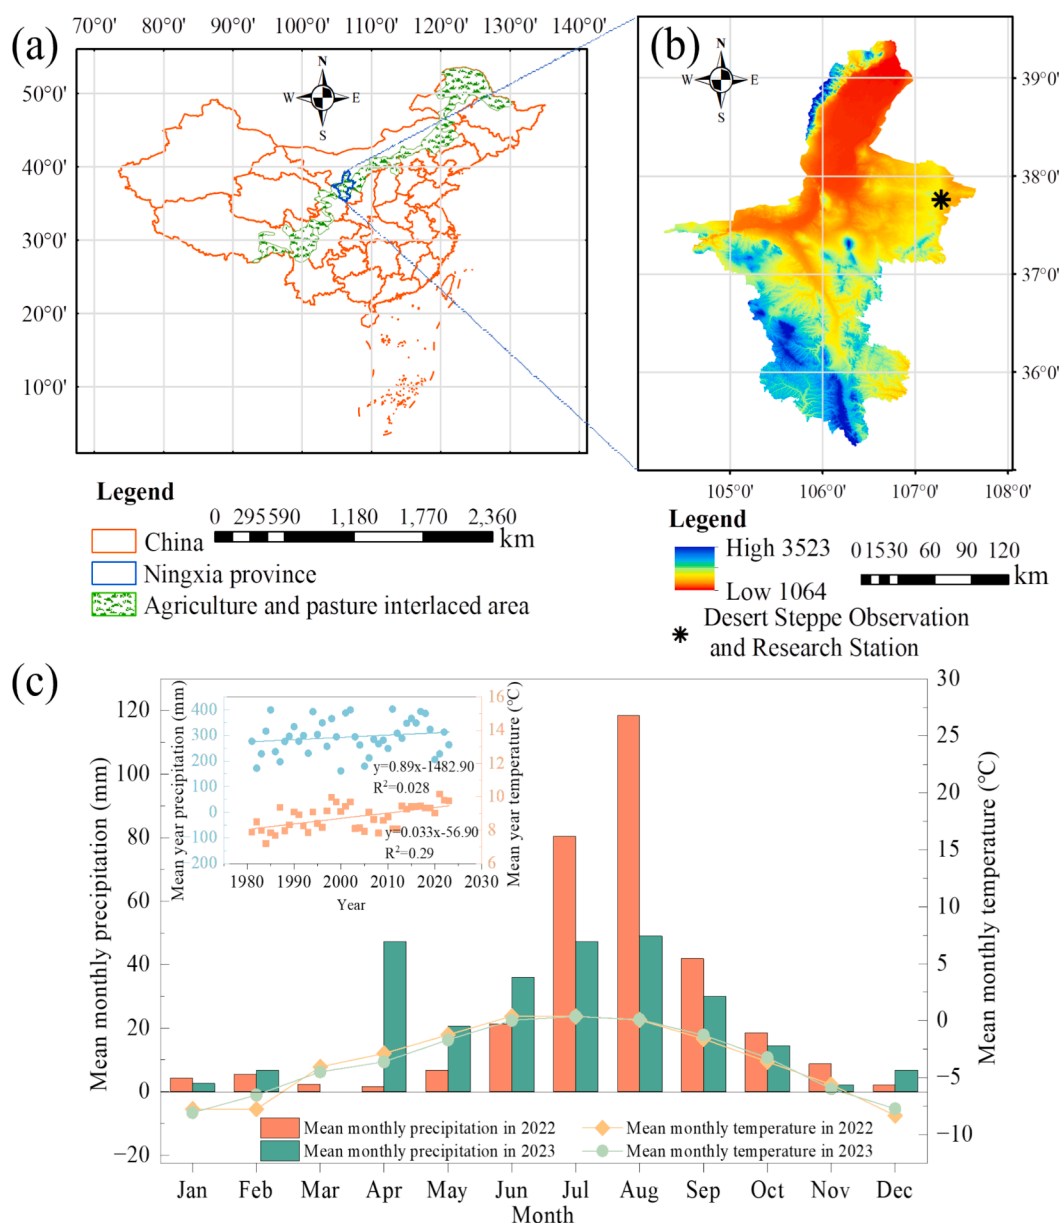 (a)
70°0' 80°0' 90°0' 100°0' 110°0' 120°0' 130°0' 140°0'
50°0'
40°0'
30°0'
20°0'
10°0'
N
W E
S
(b)
N
W E
S
39°0'
38°0'
37°0'
36°0'
105°0' 106°0' 107°0' 108°0'
Legend
0 295590 1,180 1,770 2,360
km
China
Ningxia province
Agriculture and pasture interlaced area
Legend
High 3523
Low 1064
0 1530 60 90 120
km
Desert Steppe Observation
and Research Station
(c)
Mean monthly precipitation (mm)
120
100
80
60
40
20
0
−20
Mean year precipitation (mm)
400
300
200
100
0
100
200
Mean year temperature (℃)
16
14
12
10
8
6
y=0.89x-1482.90
R²=0.028
y=0.033x-56.90
R²=0.29
1980 1990 2000 2010 2020 2030
Year
Mean monthly temperature (℃)
30
25
20
15
10
5
0
−5
−10
Mean monthly precipitation in 2022
Mean monthly precipitation in 2023
Mean monthly temperature in 2022
Mean monthly temperature in 2023
Jan Feb Mar Apr May Jun Jul Aug Sep Oct Nov Dec
Month